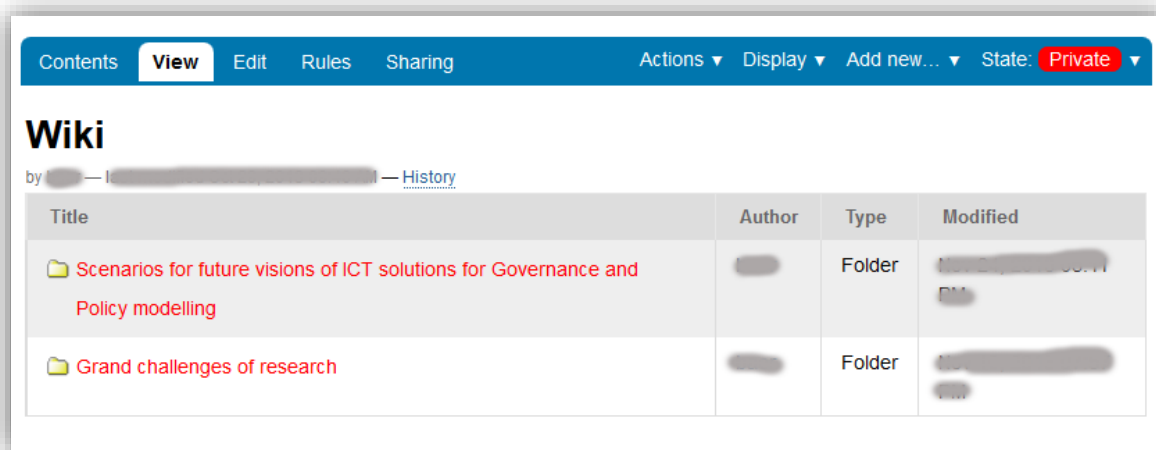 Contents View Edit Rules Sharing Actions ▼ Display ▼ Add new... ▼ State: Private ▼
Wiki
by — — History
Title Author Type Modified
Scenarios for future visions of ICT solutions for Governance and Folder
Policy modelling
Grand challenges of research Folder